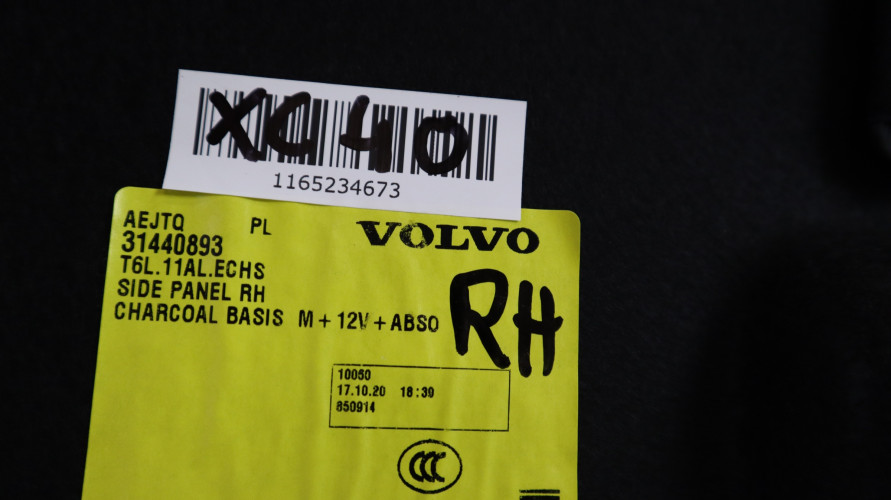 XC40
1165234673
AEJTQ PL
VOLVO
31440893
T6L.11AL.ECHS
SIDE PANEL RH
CHARCOAL BASIS M + 12V + ABSO
RH
10050
17.10.20 18:39
850914
CCC